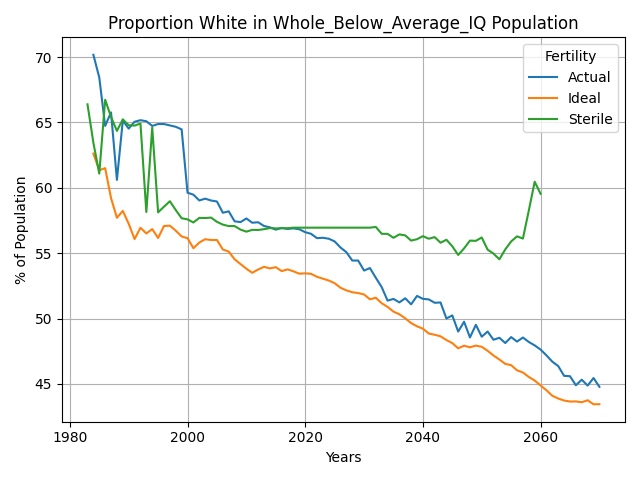 Proportion White in Whole_Below_Average_IQ Population
Fertility
Actual
Ideal
Sterile
% of Population
70
65
60
55
50
45
1980
2000
2020
2040
2060
Years